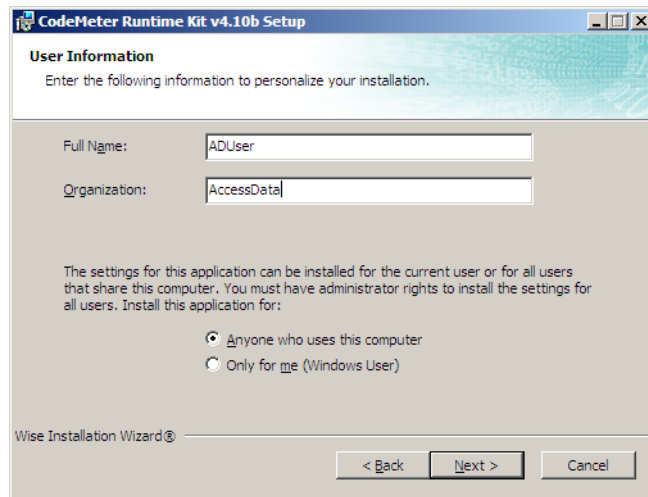 CodeMeter Runtime Kit v4.10b Setup
User Information
Enter the following information to personalize your installation.
Full Name: ADUser
Organization: AccessData
The settings for this application can be installed for the current user or for all users
that share this computer. You must have administrator rights to install the settings for
all users. Install this application for:
Anyone who uses this computer
Only for me (Windows User)
Wise Installation Wizard®
< Back Next > Cancel